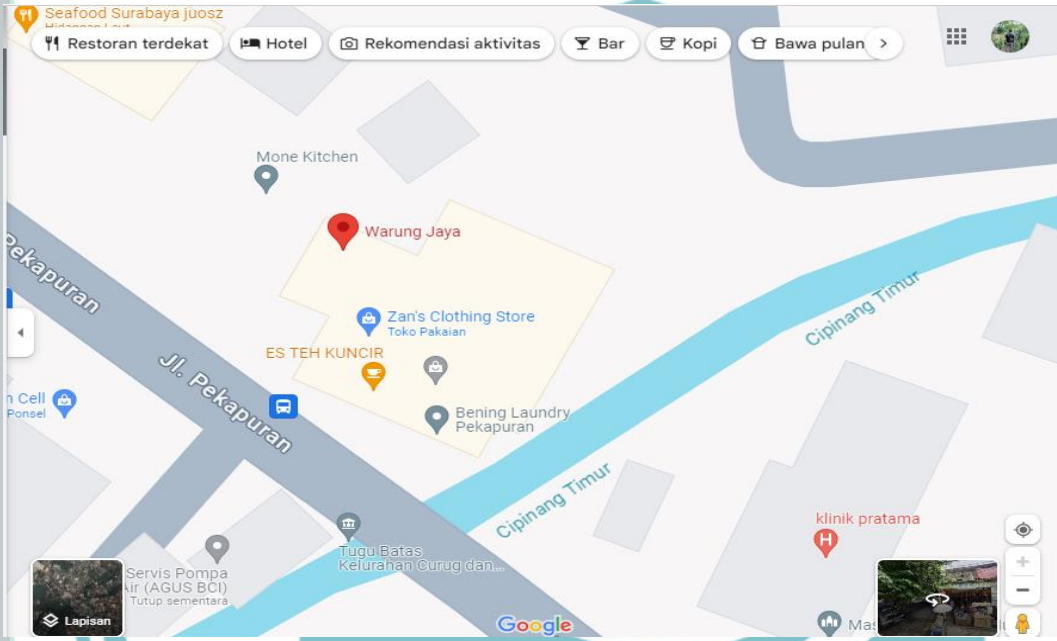 Seafood Surabaya juosz
Hidangan Laut
Restoran terdekat
Hotel
Rekomendasi aktivitas
Bar
Kopi
Bawa pulan
Mone Kitchen
Warung Jaya
Pekapuran
Zan's Clothing Store
Toko Pakaian
Cipinang Timur
ES TEH KUNCIR
Jl. Pekapuran
n Cell
Ponsel
Bening Laundry
Pekapuran
Cipinang Timur
klinik pratama
H
Tugu Batas
Kelurahan Curug dan...
Servis Pompa
Air (AGUS BCI)
Tutup sementara
Lapisan
Google
Mas